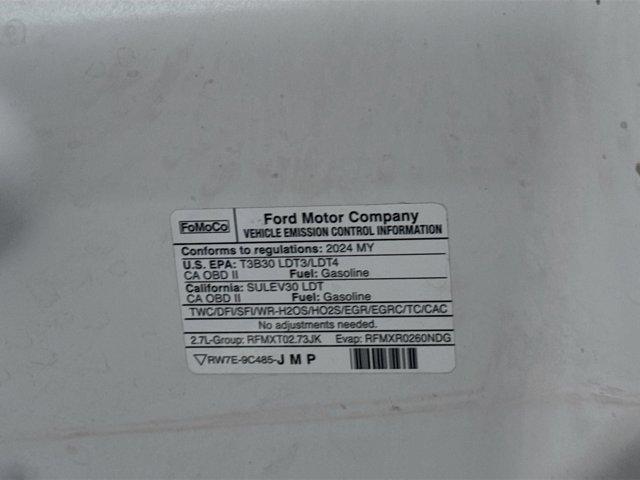 FoMoCo
Ford Motor Company
VEHICLE EMISSION CONTROL INFORMATION
Conforms to regulations: 2024 MY
U.S. EPA: T3B30 LDT3/LDT4
CA OBD II Fuel: Gasoline
California: SULEV30 LDT
CA OBD II Fuel: Gasoline
TWC/DFI/SFI/WR-H2OS/HO2S/EGR/EGRC/TC/CAC
No adjustments needed.
2.7L-Group: RFMXT02.73JK Evap: RFMXR0260NDG
RW7E-9C485-JMP